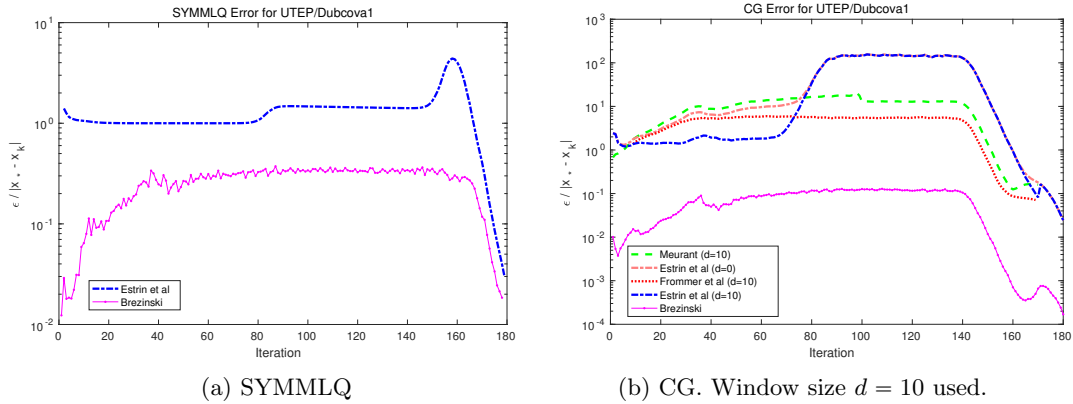 SYMMLQ Error for UTEP/Dubcova1
10^1
10^0
10^-1
10^-2
ϵ / |x_* - x_k|
0 20 40 60 80 100 120 140 160 180
Iteration
Estrin et al
Brezinski
(a) SYMMLQ
CG Error for UTEP/Dubcova1
10^3
10^2
10^1
10^0
10^-1
10^-2
10^-3
10^-4
ϵ / |x_* - x_k|
0 20 40 60 80 100 120 140 160 180
Iteration
Meurant (d=10)
Estrin et al (d=0)
Frommer et al (d=10)
Estrin et al (d=10)
Brezinski
(b) CG. Window size d = 10 used.